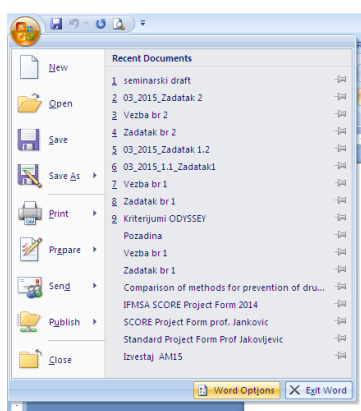 Recent Documents
New
1 seminarski draft
2 03_2015_Zadatak 2
Open
3 Vezba br 2
4 Zadatak br 2
Save
5 03_2015_Zadatak 1.2
6 03_2015_1.1_Zadatak1
Save As
7 Vezba br 1
8 Zadatak br 1
Print
9 Kriterijumi ODYSSEY
Pozadina
Prepare
Vezba br 1
Zadatak br 1
Send
Comparison of methods for prevention of dru...
IFMSA SCORE Project Form 2014
Publish
SCORE Project Form prof. Jankovic
Standard Project Form Prof Jakovljevic
Close
Izvestaj AM15
Word Options
Exit Word